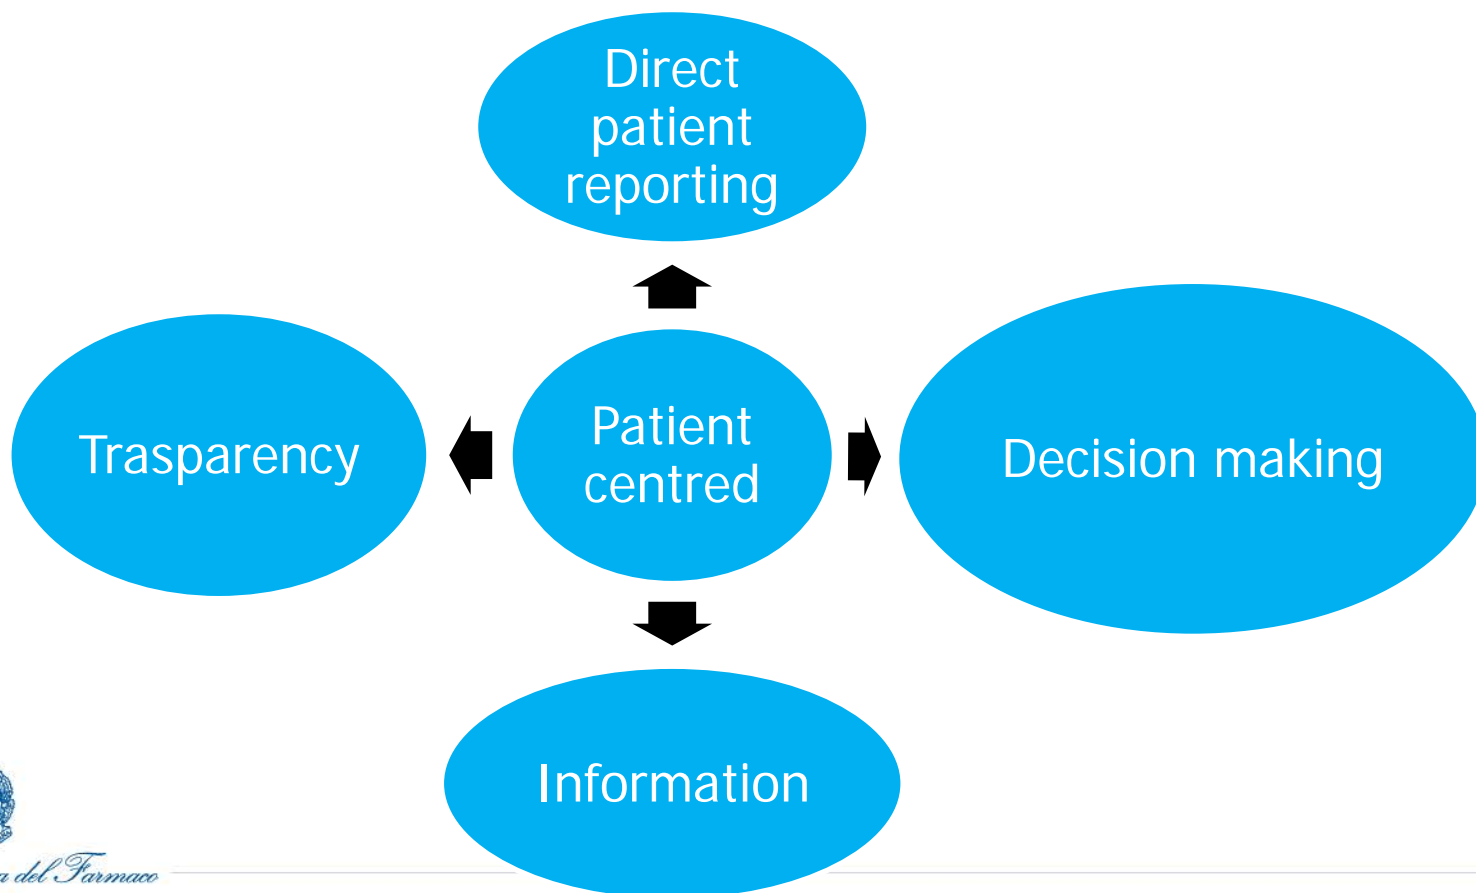 Direct
patient
reporting
Trasparency
Patient
centred
Decision making
Information
del Farmaco